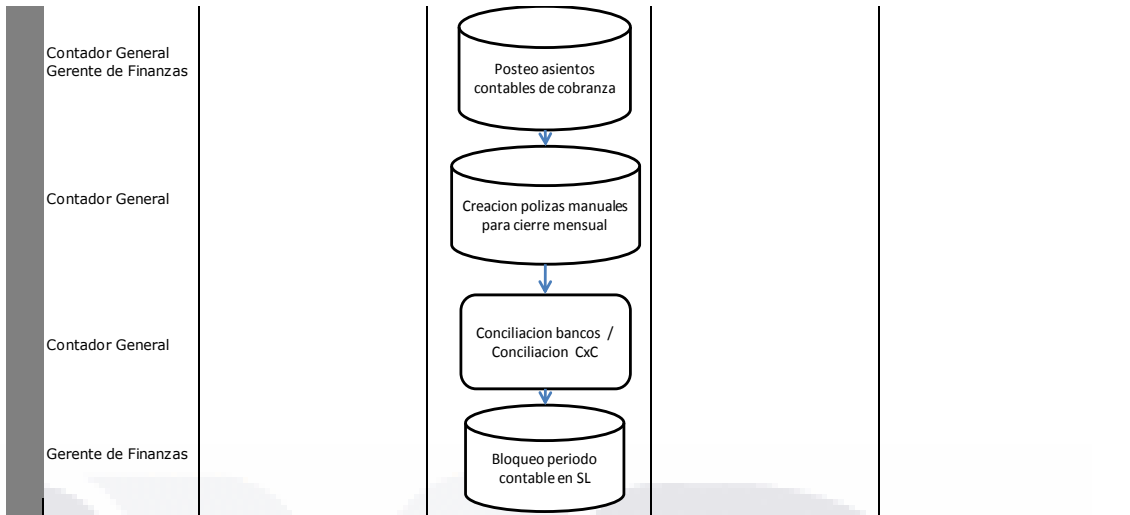 Contador General
Gerente de Finanzas
Posteo asientos
contables de cobranza
Contador General
Creacion polizas manuales
para cierre mensual
Contador General
Conciliacion bancos /
Conciliacion CxC
Gerente de Finanzas
Bloqueo periodo
contable en SL